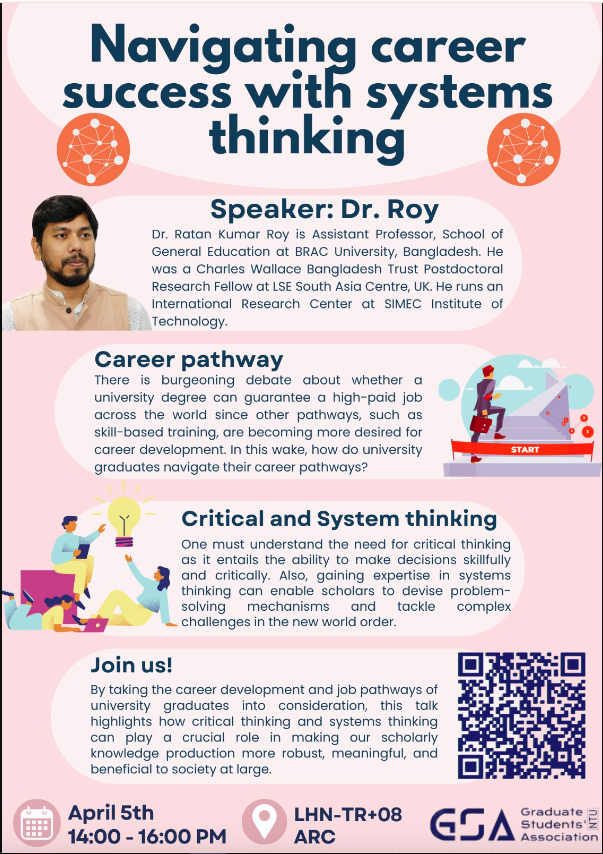 Navigating career
success with systems
thinking
Speaker: Dr. Roy
Dr. Ratan Kumar Roy is Assistant Professor, School of
General Education at BRAC University, Bangladesh. He
was a Charles Wallace Bangladesh Trust Postdoctoral
Research Fellow at LSE South Asia Centre, UK. He runs an
International Research Center at SIMEC Institute of
Technology.
Career pathway
There is burgeoning debate about whether a
university degree can guarantee a high-paid job
across the world since other pathways, such as
skill-based training, are becoming more desired for
career development. In this wake, how do university
graduates navigate their career pathways?
START
Critical and System thinking
One must understand the need for critical thinking
as it entails the ability to make decisions skillfully
and critically. Also, gaining expertise in systems
thinking can enable scholars to devise problem-
solving mechanisms and tackle complex
challenges in the new world order.
Join us!
By taking the career development and job pathways of
university graduates into consideration, this talk
highlights how critical thinking and systems thinking
can play a crucial role in making our scholarly
knowledge production more robust, meaningful, and
beneficial to society at large.
April 5th
14:00 - 16:00 PM
LHN-TR+08
ARC
GSA
Graduate
Students'
Association
NTU